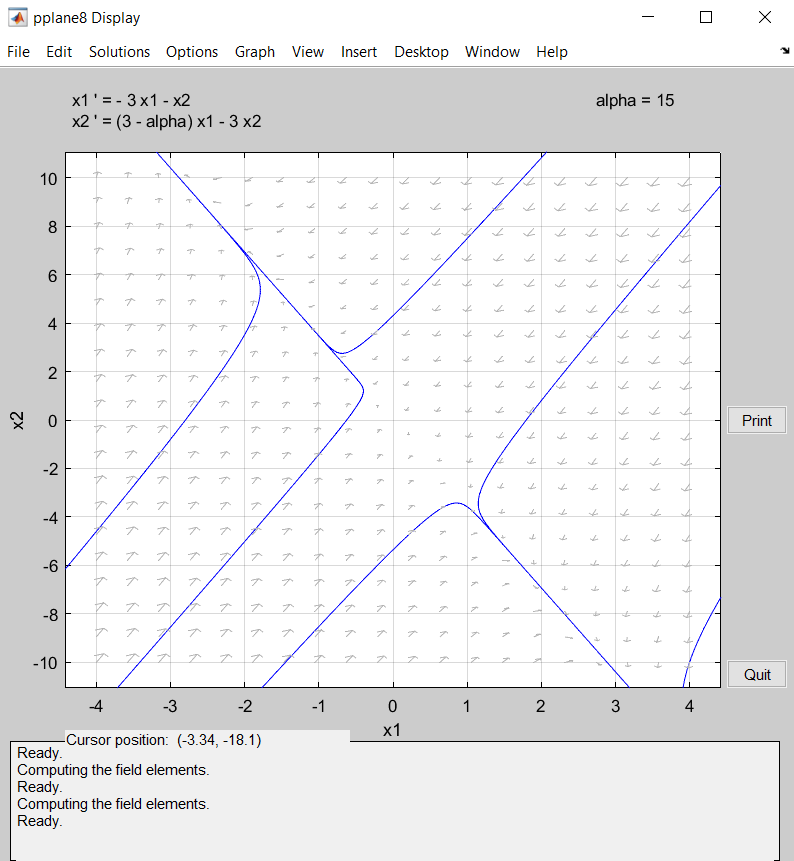 pplane8 Display
File Edit Solutions Options Graph View Insert Desktop Window Help
x1 ' = - 3 x1 - x2 alpha = 15
x2 ' = (3 - alpha) x1 - 3 x2
10
8
6
4
2
0
-2
-4
-6
-8
-10
x2
Print
Quit
-4 -3 -2 -1 0 1 2 3 4
x1
Cursor position: (-3.34, -18.1)
Ready.
Computing the field elements.
Ready.
Computing the field elements.
Ready.